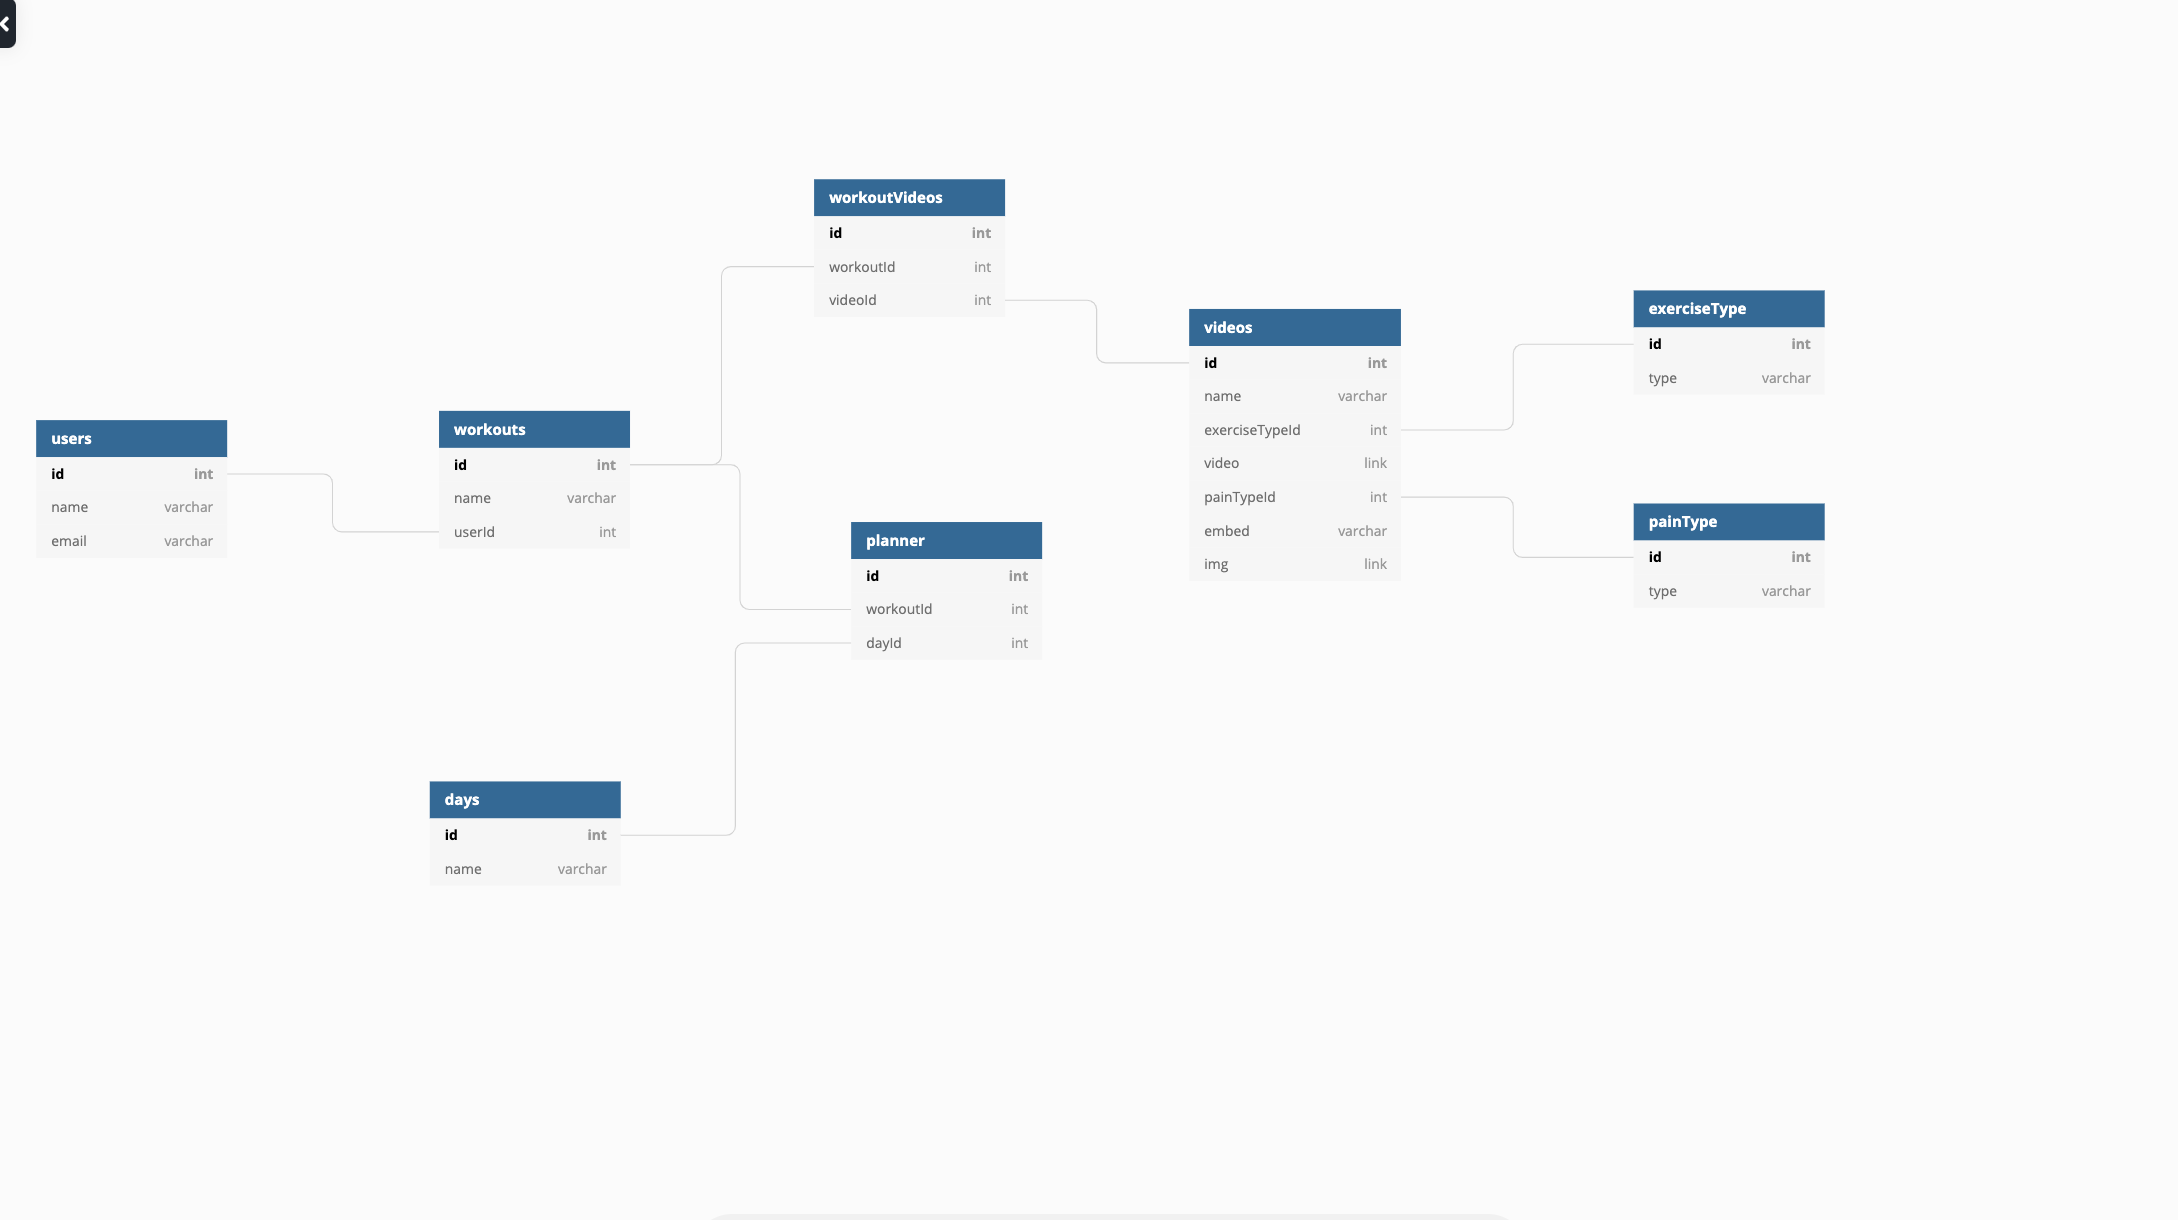 workoutVideos
id int
workoutId int
videoId int
exerciseType
id int
type varchar
videos
id int
name varchar
exerciseTypeId int
video link
painTypeId int
embed varchar
img link
users
id int
name varchar
email varchar
workouts
id int
name varchar
userId int
painType
id int
type varchar
planner
id int
workoutId int
dayId int
days
id int
name varchar